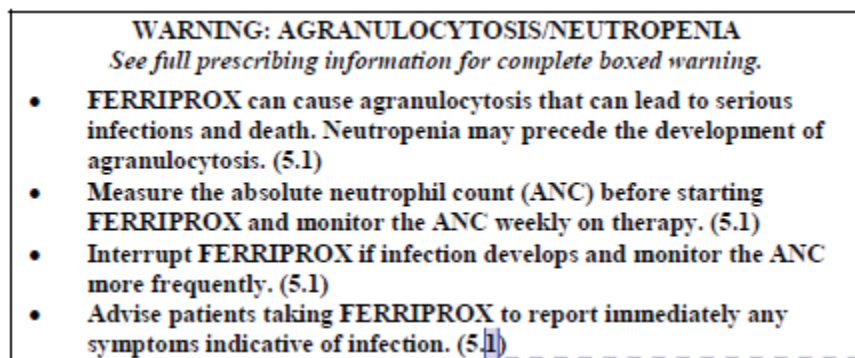 WARNING: AGRANULOCYTOSIS/NEUTROPENIA
See full prescribing information for complete boxed warning.
• FERRIPROX can cause agranulocytosis that can lead to serious
infections and death. Neutropenia may precede the development of
agranulocytosis. (5.1)
• Measure the absolute neutrophil count (ANC) before starting
FERRIPROX and monitor the ANC weekly on therapy. (5.1)
• Interrupt FERRIPROX if infection develops and monitor the ANC
more frequently. (5.1)
• Advise patients taking FERRIPROX to report immediately any
symptoms indicative of infection. (5.1)